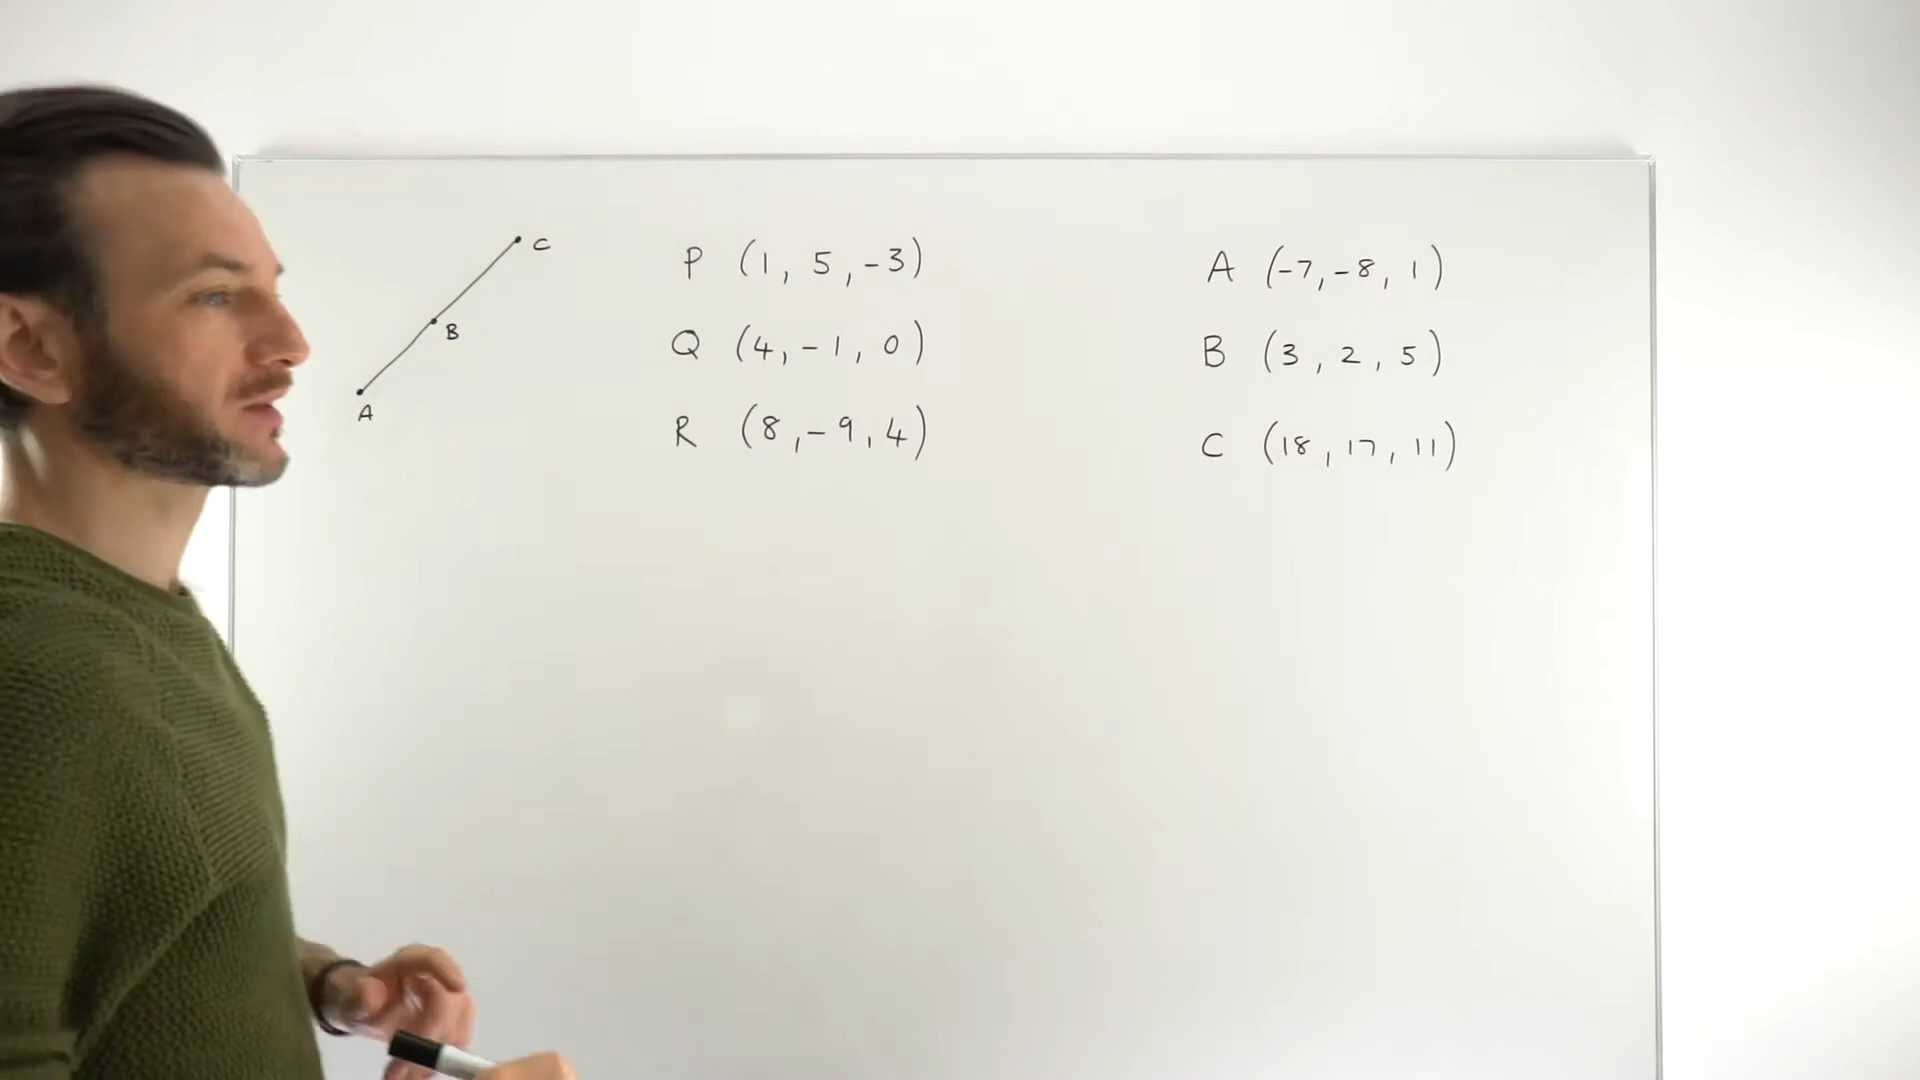 C
B
A
P (1, 5, -3)
Q (4, -1, 0)
R (8, -9, 4)
A (-7, -8, 1)
B (3, 2, 5)
C (18, 17, 11)